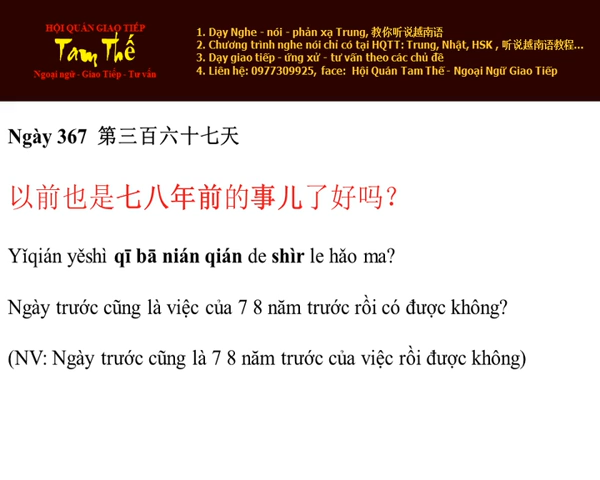 HỘI QUÁN GIAO TIẾP
Tam Thế
Ngoại ngữ - Giao Tiếp - Tư vấn
1. Dạy Nghe - nói - phản xạ Trung, 教你听说越南语
2. Chương trình nghe nói chỉ có tại HQTT: Trung, Nhật, HSK , 听说越南语教程...
3. Dạy giao tiếp - ứng xử - tư vấn theo các chủ đề
4. Liên hệ: 0977309925, face: Hội Quán Tam Thế - Ngoại Ngữ Giao Tiếp
Ngày 367 第三百六十七天
以前也是七八年前的事儿了好吗?
Yǐqián yěshì qī bā nián qián de shìr le hǎo ma?
Ngày trước cũng là việc của 7 8 năm trước rồi có được không?
(NV: Ngày trước cũng là 7 8 năm trước của việc rồi được không)